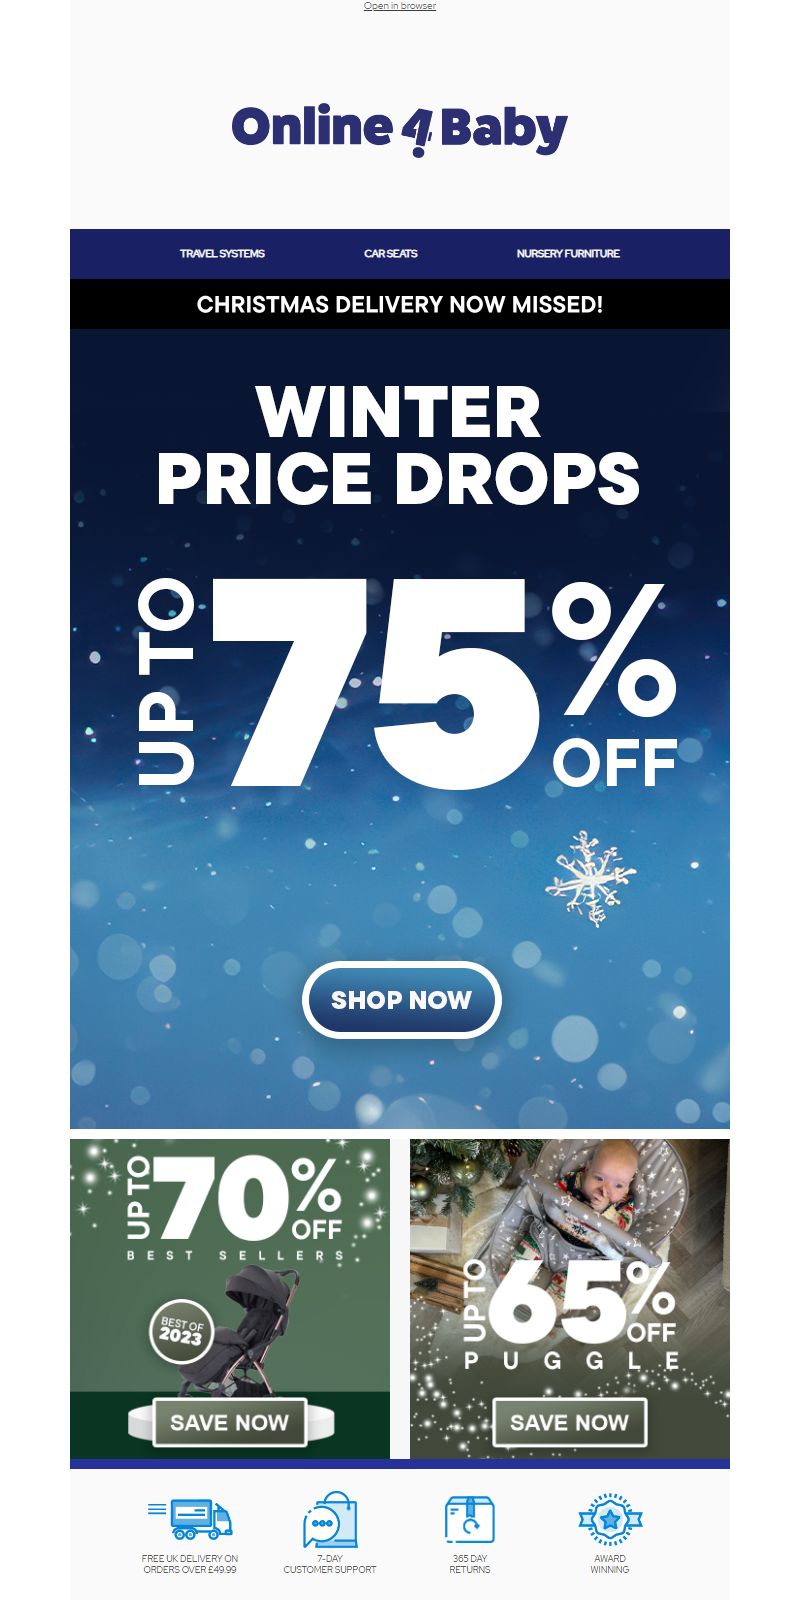 Open in browser
Online 4 Baby
TRAVEL SYSTEMS
CAR SEATS
NURSERY FURNITURE
CHRISTMAS DELIVERY NOW MISSED!
WINTER
PRICE DROPS
UP TO 75% OFF
SHOP NOW
UP TO 70% OFF
BEST SELLERS
BEST OF
2023
SAVE NOW
UP TO 65% OFF
PUGGLE
SAVE NOW
FREE UK DELIVERY ON
ORDERS OVER £49.99
7-DAY
CUSTOMER SUPPORT
365 DAY
RETURNS
AWARD
WINNING